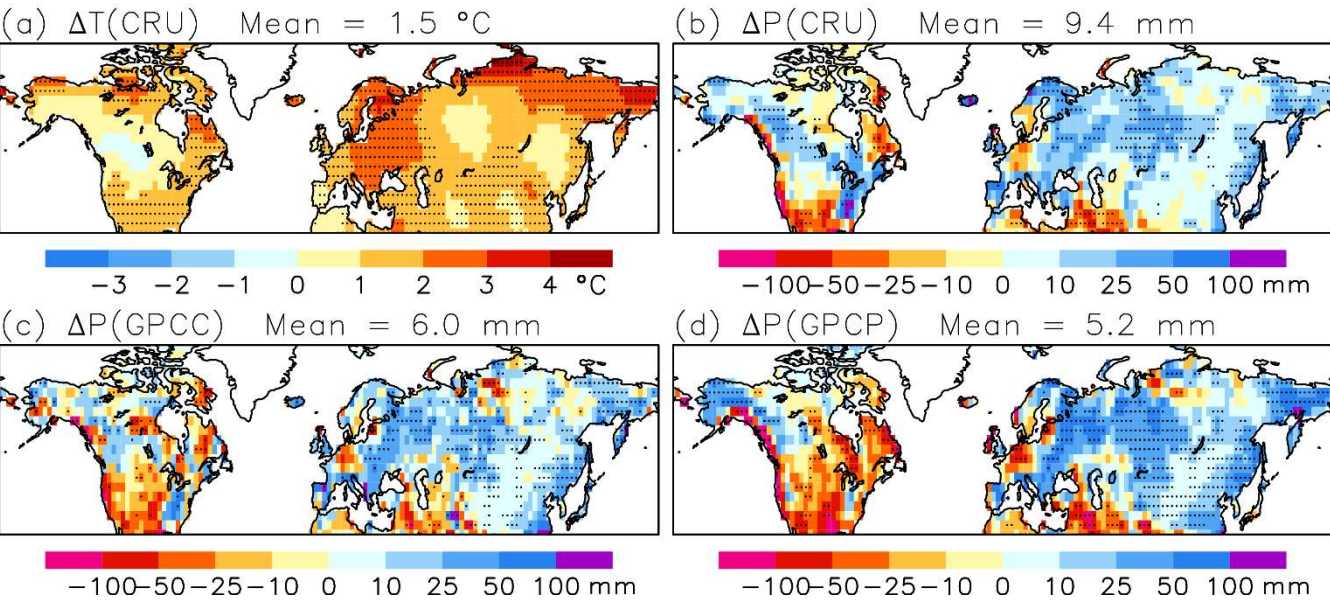 (a) ΔT(CRU) Mean = 1.5 °C
(b) ΔP(CRU) Mean = 9.4 mm
−3 −2 −1 0 1 2 3 4 °C
−100 −50 −25 −10 0 10 25 50 100 mm
(c) ΔP(GPCC) Mean = 6.0 mm
(d) ΔP(GPCP) Mean = 5.2 mm
−100 −50 −25 −10 0 10 25 50 100 mm
−100 −50 −25 −10 0 10 25 50 100 mm